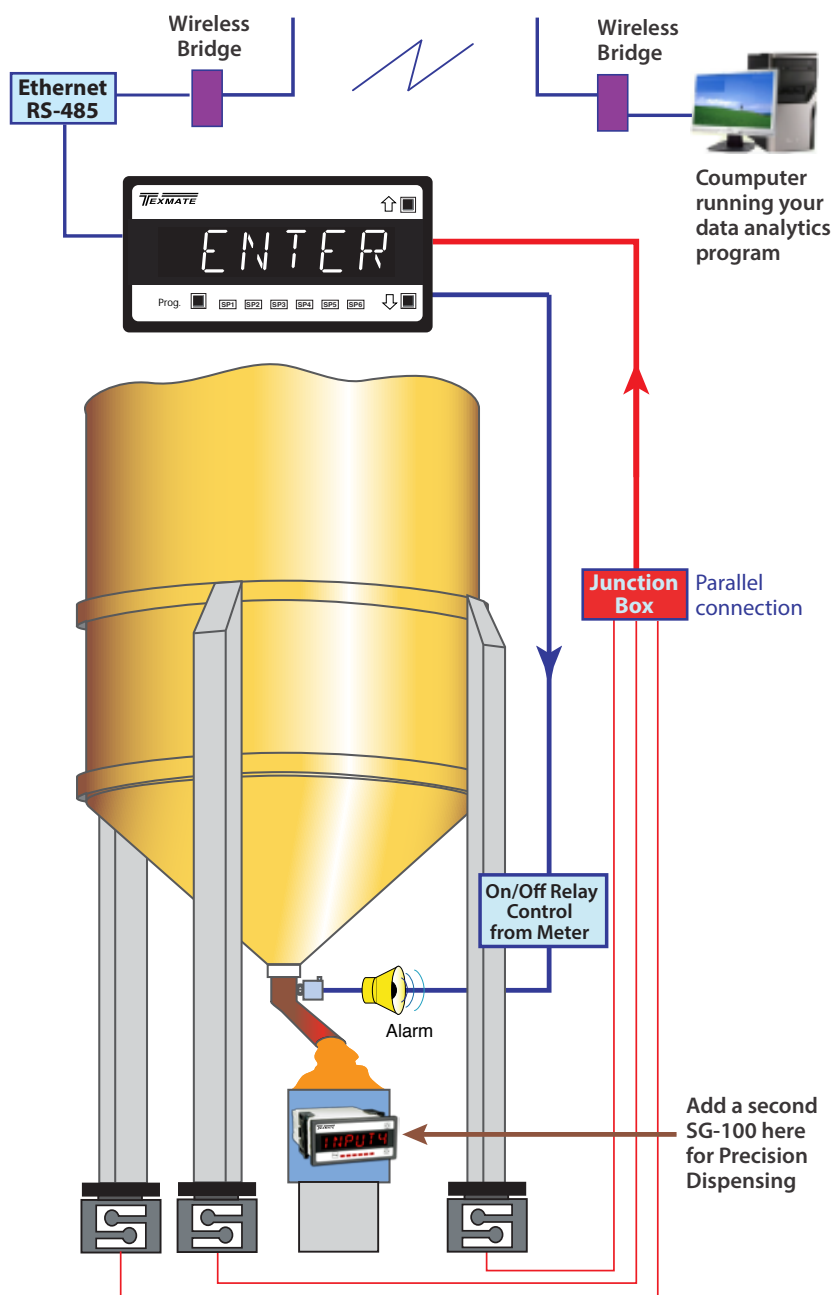 Wireless
Bridge
Wireless
Bridge
Ethernet
RS-485
Coumputer
running your
data analytics
program
TEXMATE
ENTER
Prog.
SP1 SP2 SP3 SP4 SP5 SP6
Junction
Box
Parallel
connection
On/Off Relay
Control
from Meter
Alarm
TEXMATE
INPUT4
Add a second
SG-100 here
for Precision
Dispensing